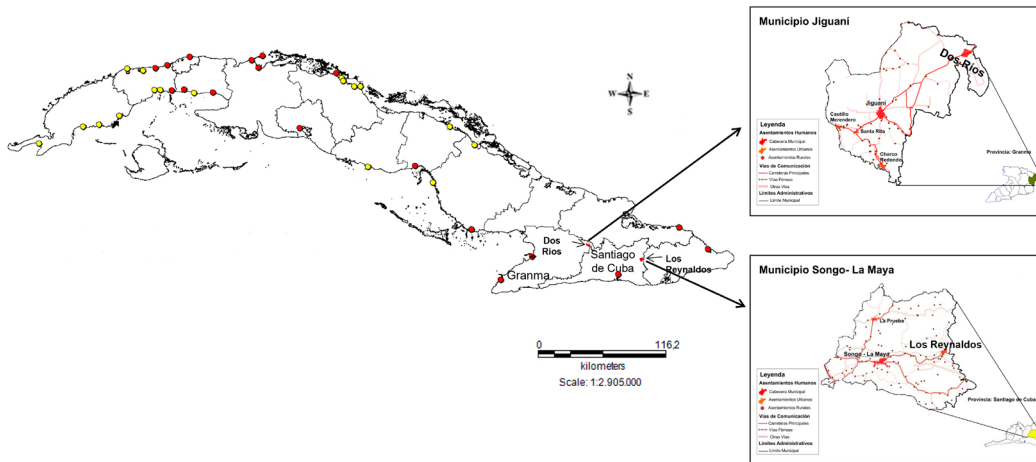 N
W E
S
Dos
Rios
Santiago
de Cuba
Los
Reynaldos
Granma
0 116,2
kilometers
Scale: 1:2.905.000
Municipio Jiguaní
Dos Rios
Jiguaní
Cautillo
Merendero
Santa Rita
Charco
Redondo
Provincia: Granma
Leyenda
Asentamientos Humanos
Cabecera Municipal
Asentamientos Urbanos
Asentamientos Rurales
Vías de Comunicación
Carreteras Principales
Vías Férreas
Otras Vías
Límites Administrativos
Límite Municipal
Municipio Songo- La Maya
La Prueba
Los Reynaldos
Songo - La Maya
Provincia: Santiago de Cuba
Leyenda
Asentamientos Humanos
Cabecera Municipal
Asentamientos Urbanos
Asentamientos Rurales
Vías de Comunicación
Carreteras Principales
Vías Férreas
Otras Vías
Límites Administrativos
Límite Municipal